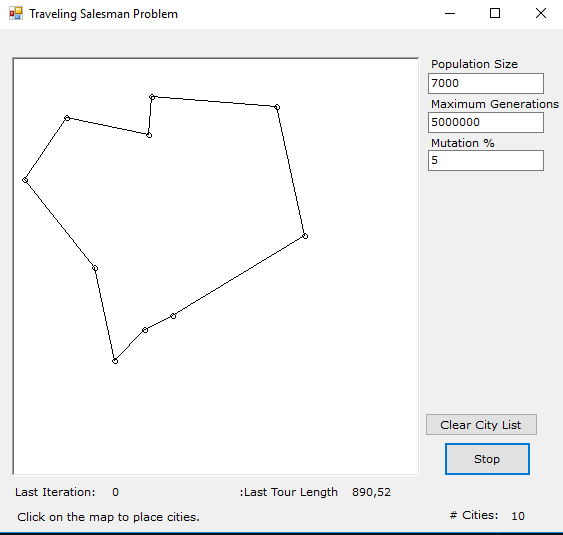 Traveling Salesman Problem
Population Size
7000
Maximum Generations
5000000
Mutation %
5
Clear City List
Stop
Last Iteration: 0 :Last Tour Length 890,52
Click on the map to place cities. # Cities: 10